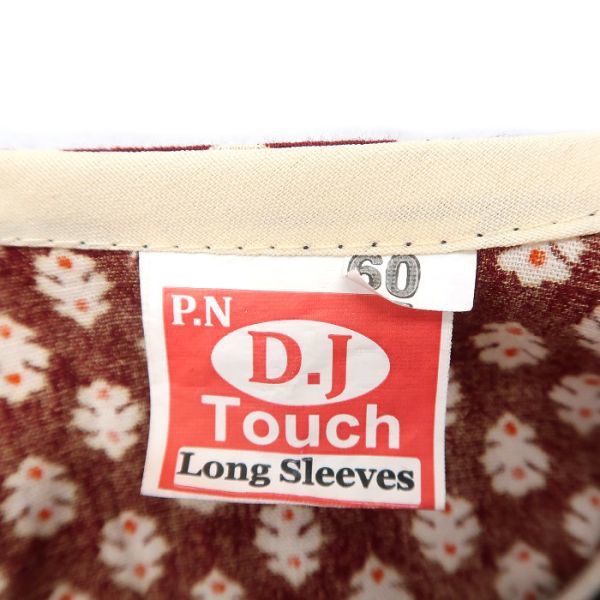 60
P.N
D.J
Touch
Long Sleeves